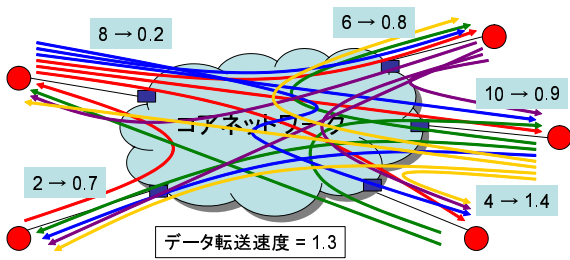 6 → 0.8
8 → 0.2
10 → 0.9
コアネットワーク
2 → 0.7
4 → 1.4
データ転送速度 = 1.3